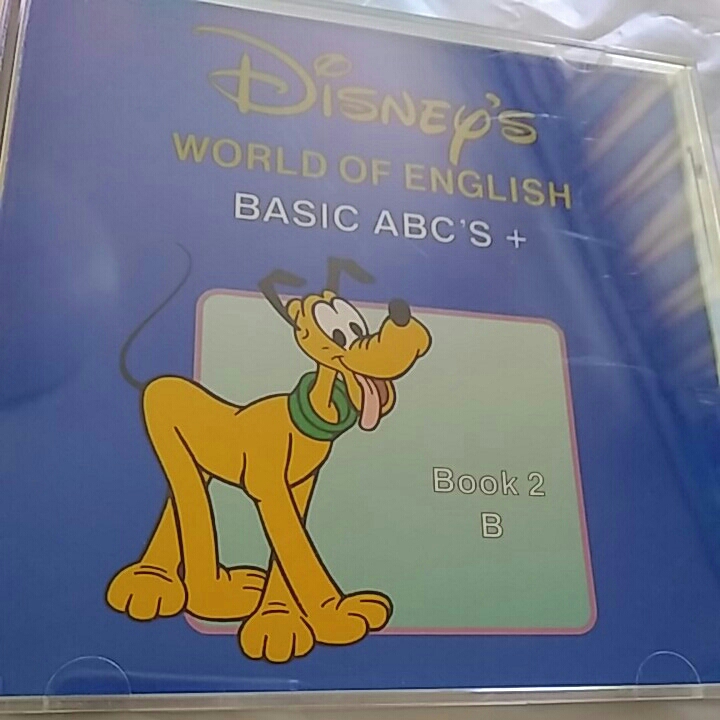 Disney's
WORLD OF ENGLISH
BASIC ABC'S +
Book 2
B